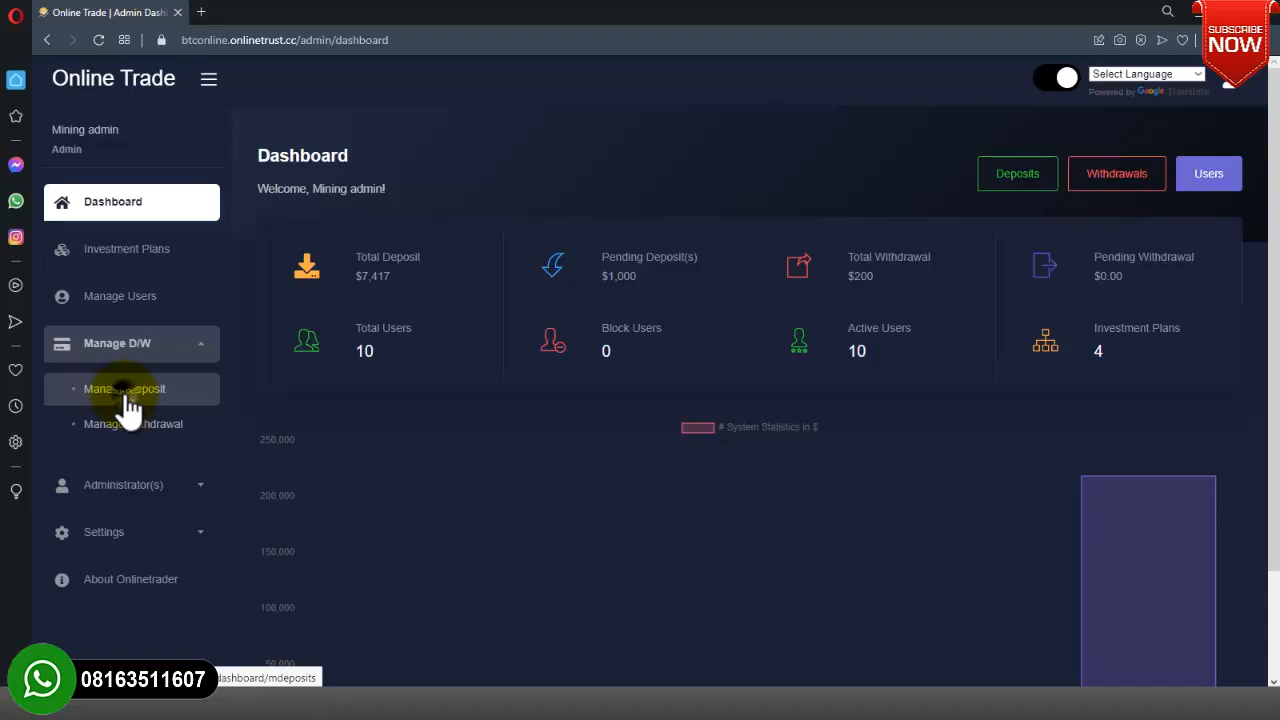 Online Trade | Admin Dash
btconline.onlinetrust.cc/admin/dashboard
SUBSCRIBE
NOW
Online Trade
Select Language
Powered by Google Translate
Mining admin
Admin
Dashboard
Investment Plans
Manage Users
Manage D/W
Administrator(s)
Settings
About Onlinetrader
Dashboard
Welcome, Mining admin!
Deposits
Withdrawals
Users
Total Deposit
$7,417
Pending Deposit(s)
$1,000
Total Withdrawal
$200
Pending Withdrawal
$0.00
Total Users
10
Block Users
0
Active Users
10
Investment Plans
4
# System Statistics in $
250,000
200,000
150,000
100,000
50,000
08163511607
dashboard/mdeposits